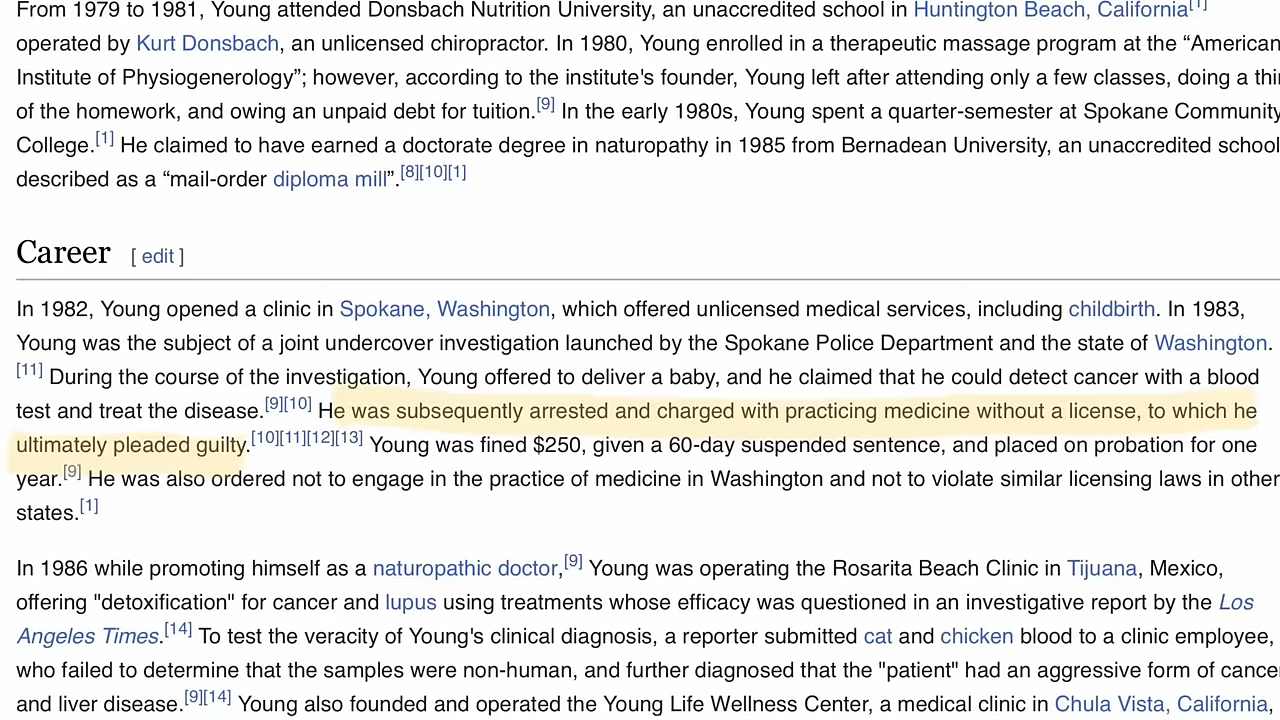 From 1979 to 1981, Young attended Donsbach Nutrition University, an unaccredited school in Huntington Beach, California[1]
operated by Kurt Donsbach, an unlicensed chiropractor. In 1980, Young enrolled in a therapeutic massage program at the “American
Institute of Physiogenerology”; however, according to the institute's founder, Young left after attending only a few classes, doing a
of the homework, and owing an unpaid debt for tuition.[9] In the early 1980s, Young spent a quarter-semester at Spokane Community
College.[1] He claimed to have earned a doctorate degree in naturopathy in 1985 from Bernadean University, an unaccredited school
described as a “mail-order diploma mill”.[8][10][1]
Career [ edit ]
In 1982, Young opened a clinic in Spokane, Washington, which offered unlicensed medical services, including childbirth. In 1983,
Young was the subject of a joint undercover investigation launched by the Spokane Police Department and the state of Washington.
[11] During the course of the investigation, Young offered to deliver a baby, and he claimed that he could detect cancer with a blood
test and treat the disease.[9][10] He was subsequently arrested and charged with practicing medicine without a license, to which he
ultimately pleaded guilty.[10][11][12][13] Young was fined $250, given a 60-day suspended sentence, and placed on probation for one
year.[9] He was also ordered not to engage in the practice of medicine in Washington and not to violate similar licensing laws in other
states.[1]
In 1986 while promoting himself as a naturopathic doctor,[9] Young was operating the Rosarita Beach Clinic in Tijuana, Mexico,
offering "detoxification" for cancer and lupus using treatments whose efficacy was questioned in an investigative report by the Los
Angeles Times.[14] To test the veracity of Young's clinical diagnosis, a reporter submitted cat and chicken blood to a clinic employee,
who failed to determine that the samples were non-human, and further diagnosed that the "patient" had an aggressive form of cancer
and liver disease.[9][14] Young also founded and operated the Young Life Wellness Center, a medical clinic in Chula Vista, California,